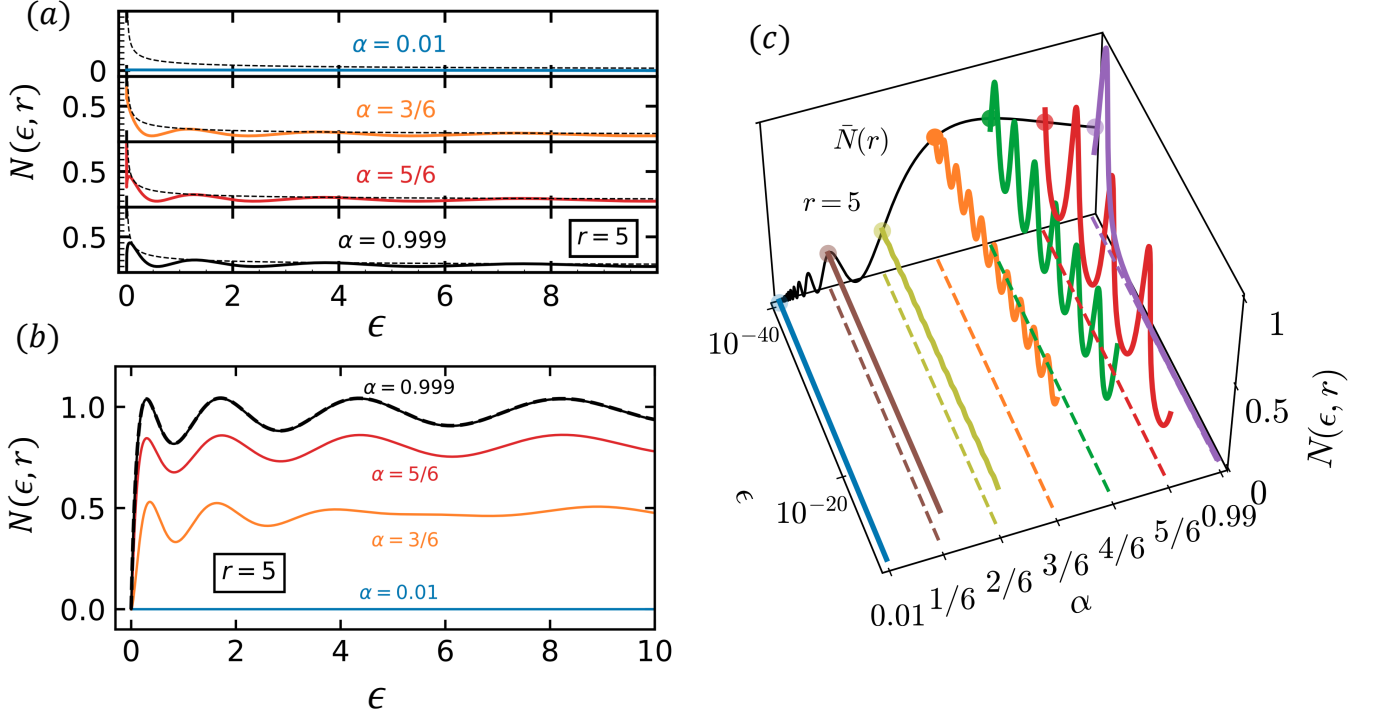 (a)
N(ϵ, r)
0
0.5
0.5
0.5
α = 0.01
α = 3/6
α = 5/6
α = 0.999
r = 5
0 2 4 6 8 10
ϵ
(b)
N(ϵ, r)
1.0
0.5
0.0
α = 0.999
α = 5/6
α = 3/6
α = 0.01
r = 5
0 2 4 6 8 10
ϵ
(c)
N̄(r)
r = 5
10⁻⁴⁰
10⁻²⁰
ϵ
0.01 1/6 2/6 3/6 4/6 5/6 0.99
α
1
0.5
0
N(ϵ, r)